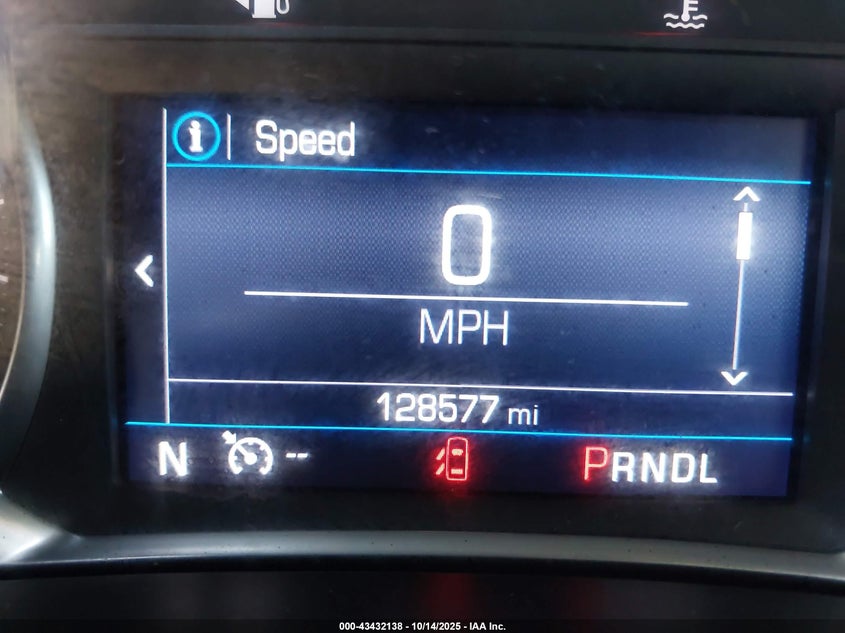 Speed
0
MPH
128577 mi
N -- PRNDL
000-43432138 - 10/14/2025 - IAA Inc.